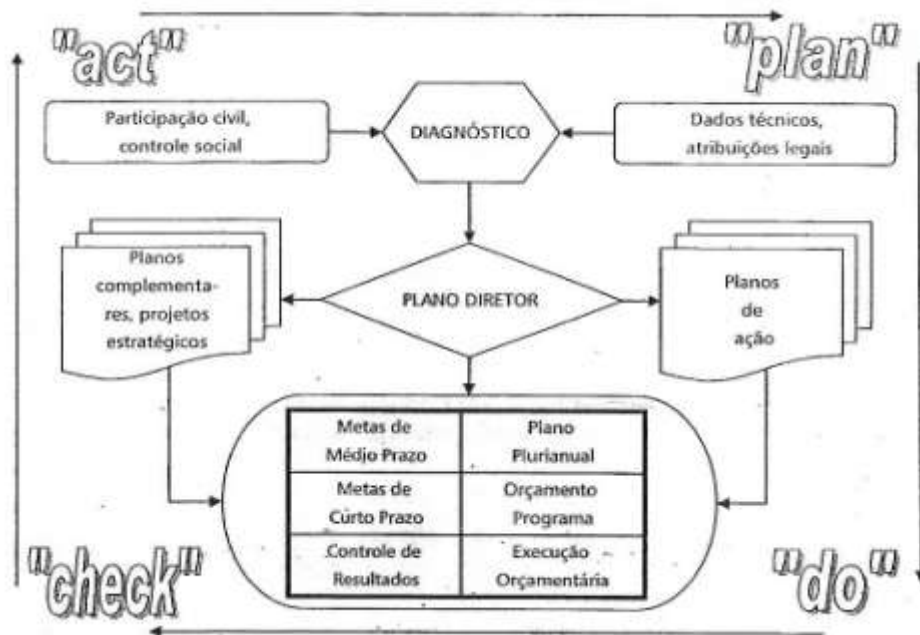 "act"
"plan"
Participação civil,
controle social
DIAGNÓSTICO
Dados técnicos,
atribuições legais
Planos
complementa-
res, projetos
estratégicos
PLANO DIRETOR
Planos
de
ação
Metas de
Médio Prazo
Plano
Plurianual
Metas de
Curto Prazo
Orçamento
Programa
Controle de
Resultados
Execução
Orçamentária
"check"
"do"